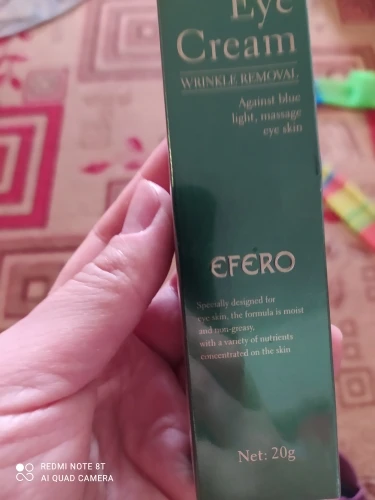 Eye
Cream
WRINKLE REMOVAL
Against blue
light, massage
eye skin
EFERO
Specially designed for
eye skin, the formula is moist
and non-greasy,
with a variety of nutrients
concentrated on the skin
Net: 20g
REDMI NOTE 8T
AI QUAD CAMERA